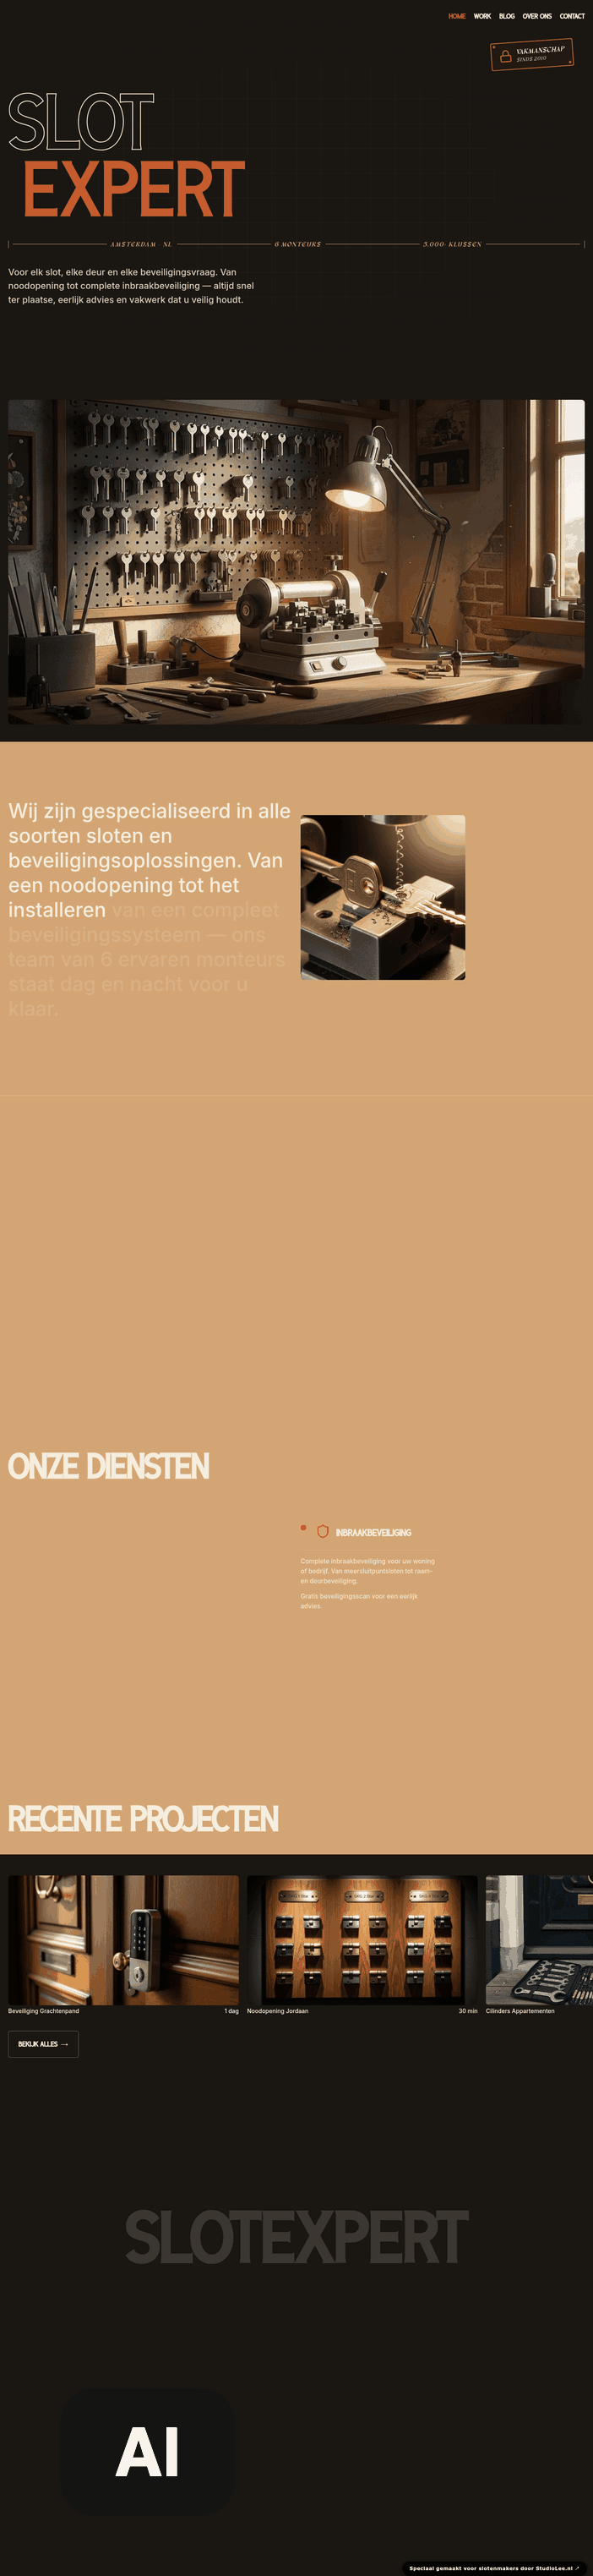 HOME WORK BLOG OVER ONS CONTACT
VAKMANSCHAP
SINDS 2010
SLOT
EXPERT
AMSTERDAM · NL
6 MONTEURS
5.000+ KLUSSEN
Voor elk slot, elke deur en elke beveiligingsvraag. Van
noodopening tot complete inbraakbeveiliging — altijd snel
ter plaatse, eerlijk advies en vakwerk dat u veilig houdt.
Wij zijn gespecialiseerd in alle
soorten sloten en
beveiligingsoplossingen. Van
een noodopening tot het
installeren van een compleet
beveiligingssysteem — ons
team van 6 ervaren monteurs
staat dag en nacht voor u
klaar.
ONZE DIENSTEN
INBRAAKBEVEILIGING
Complete inbraakbeveiliging voor uw woning
of bedrijf. Van meersluitpuntsloten tot raam-
en deurbeveiliging.
Gratis beveiligingsscan voor een eerlijk
advies.
RECENTE PROJECTEN
Beveiliging Grachtenpand 1 dag
Noodopening Jordaan 30 min
Cilinders Appartementen
BEKIJK ALLES →
SLOTEXPERT
AI
Speciaal gemaakt voor slotenmakers door StudioLee.nl ↗